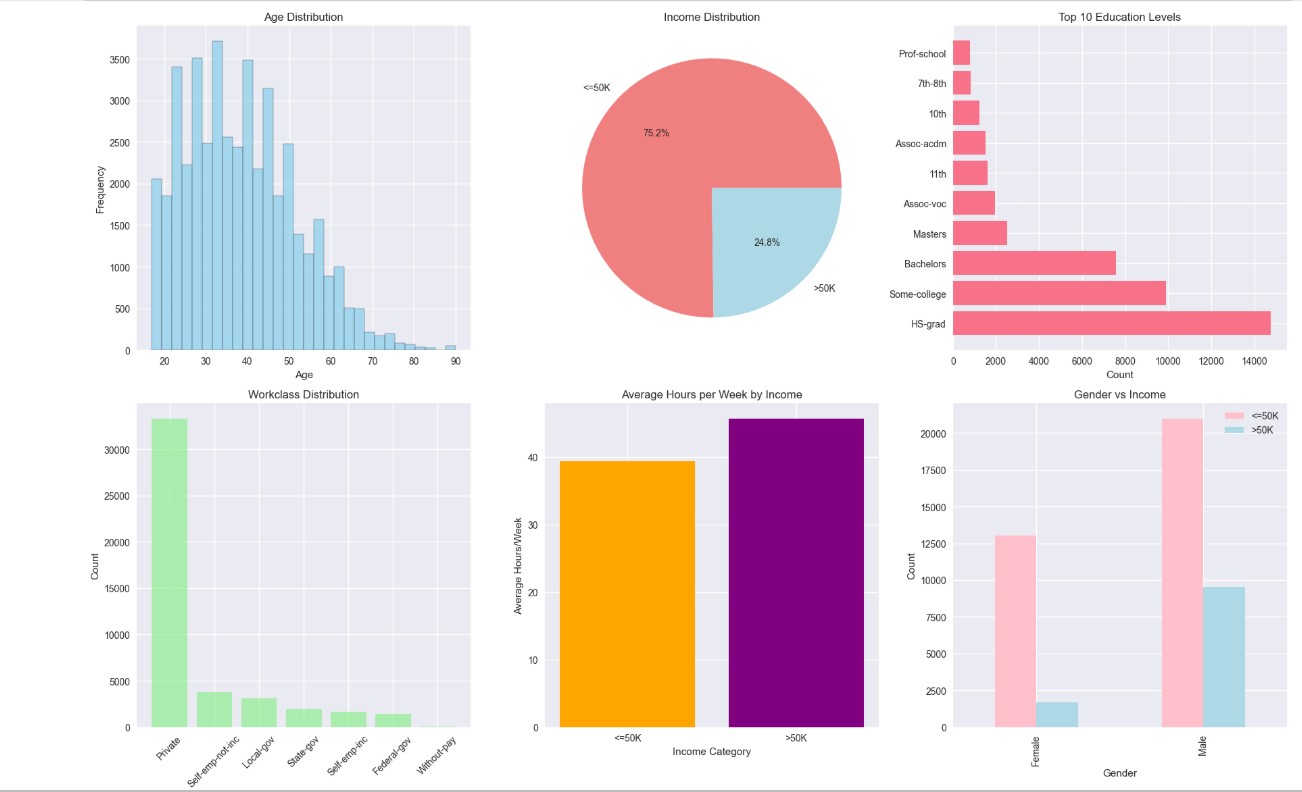 Age Distribution
Frequency
3500
3000
2500
2000
1500
1000
500
0
20 30 40 50 60 70 80 90
Age
Income Distribution
<=50K
75.2%
24.8%
>50K
Top 10 Education Levels
Prof-school
7th-8th
10th
Assoc-acdm
11th
Assoc-voc
Masters
Bachelors
Some-college
HS-grad
0 2000 4000 6000 8000 10000 12000 14000
Count
Workclass Distribution
Count
30000
25000
20000
15000
10000
5000
0
Private
Self-emp-not-inc
Local-gov
State-gov
Self-emp-inc
Federal-gov
Without-pay
Average Hours per Week by Income
Average Hours/Week
40
30
20
10
0
<=50K >50K
Income Category
Gender vs Income
<=50K
>50K
Count
20000
17500
15000
12500
10000
7500
5000
2500
0
Female
Male
Gender